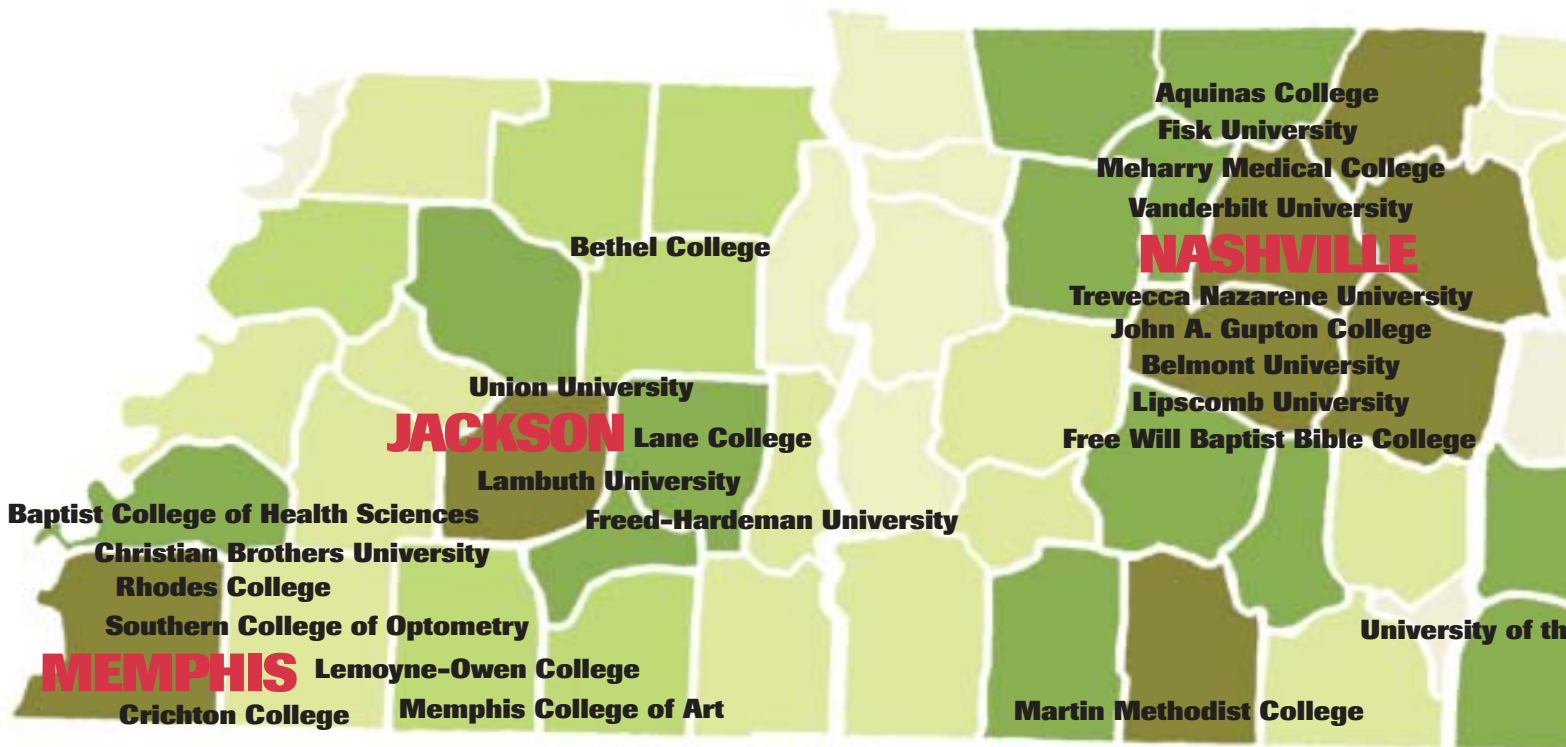 Aquinas College
Fisk University
Meharry Medical College
Vanderbilt University
NASHVILLE
Trevecca Nazarene University
John A. Gupton College
Belmont University
Lipscomb University
Free Will Baptist Bible College
Bethel College
Union University
JACKSON
Lane College
Lambuth University
Freed-Hardeman University
Baptist College of Health Sciences
Christian Brothers University
Rhodes College
Southern College of Optometry
MEMPHIS
Lemoyne-Owen College
Crichton College
Memphis College of Art
Martin Methodist College
University of th